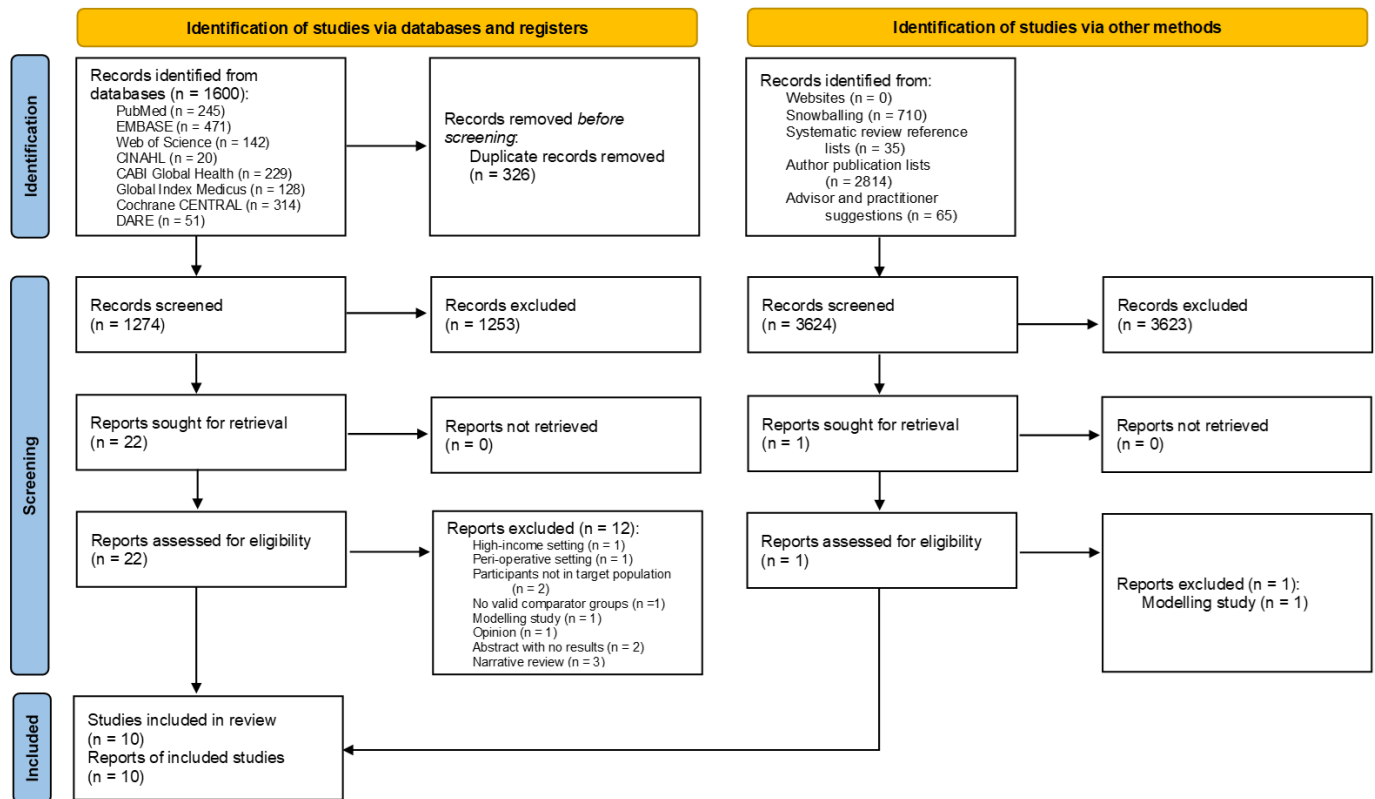 Identification of studies via databases and registers
Identification of studies via other methods
Identification
Records identified from
databases (n = 1600):
PubMed (n = 245)
EMBASE (n = 471)
Web of Science (n = 142)
CINAHL (n = 20)
CABI Global Health (n = 229)
Global Index Medicus (n = 128)
Cochrane CENTRAL (n = 314)
DARE (n = 51)
Records removed before
screening:
Duplicate records removed
(n = 326)
Records identified from:
Websites (n = 0)
Snowballing (n = 710)
Systematic review reference
lists (n = 35)
Author publication lists
(n = 2814)
Advisor and practitioner
suggestions (n = 65)
Screening
Records screened
(n = 1274)
Records excluded
(n = 1253)
Records screened
(n = 3624)
Records excluded
(n = 3623)
Reports sought for retrieval
(n = 22)
Reports not retrieved
(n = 0)
Reports sought for retrieval
(n = 1)
Reports not retrieved
(n = 0)
Reports assessed for eligibility
(n = 22)
Reports excluded (n = 12):
High-income setting (n = 1)
Peri-operative setting (n = 1)
Participants not in target population
(n = 2)
No valid comparator groups (n =1)
Modelling study (n = 1)
Opinion (n = 1)
Abstract with no results (n = 2)
Narrative review (n = 3)
Reports assessed for eligibility
(n = 1)
Reports excluded (n = 1):
Modelling study (n = 1)
Included
Studies included in review
(n = 10)
Reports of included studies
(n = 10)